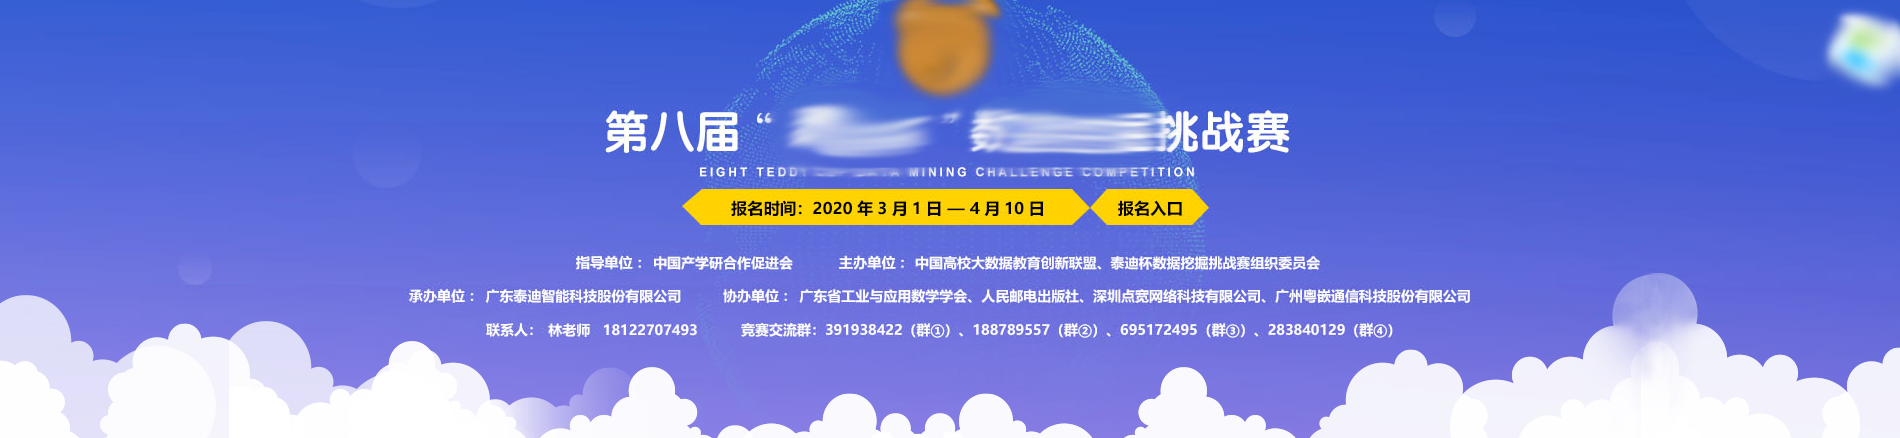 第八届 “ ” 挑战赛
EIGHT TEDDY MINING CHALLENGE COMPETITION
报名时间：2020 年 3 月 1 日 — 4 月 10 日 报名入口
指导单位： 中国产学研合作促进会 主办单位： 中国高校大数据教育创新联盟、泰迪杯数据挖掘挑战赛组织委员会
承办单位： 广东泰迪智能科技股份有限公司 协办单位： 广东省工业与应用数学学会、人民邮电出版社、深圳点宽网络科技有限公司、广州粤嵌通信科技股份有限公司
联系人： 林老师 18122707493 竞赛交流群：391938422（群①）、188789557（群②）、695172495（群③）、283840129（群④）